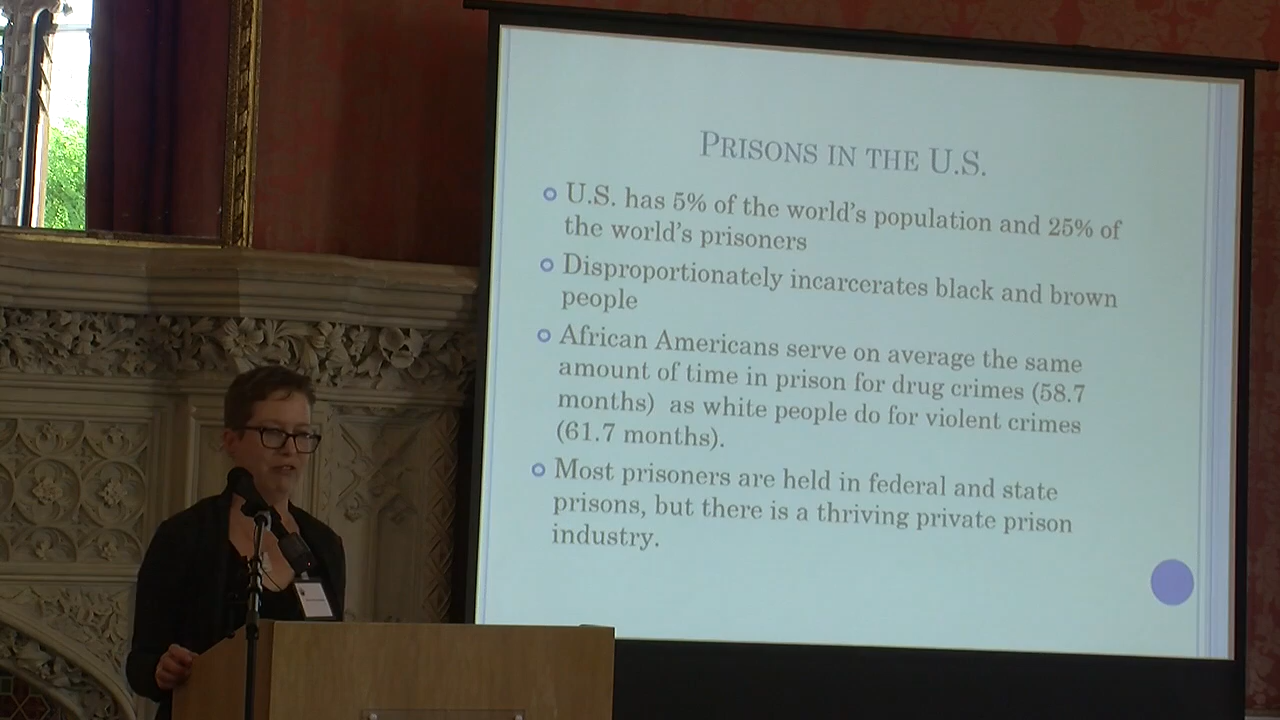 PRISONS IN THE U.S.
U.S. has 5% of the world's population and 25% of
the world's prisoners
Disproportionately incarcerates black and brown
people
African Americans serve on average the same
amount of time in prison for drug crimes (58.7
months) as white people do for violent crimes
(61.7 months).
Most prisoners are held in federal and state
prisons, but there is a thriving private prison
industry.